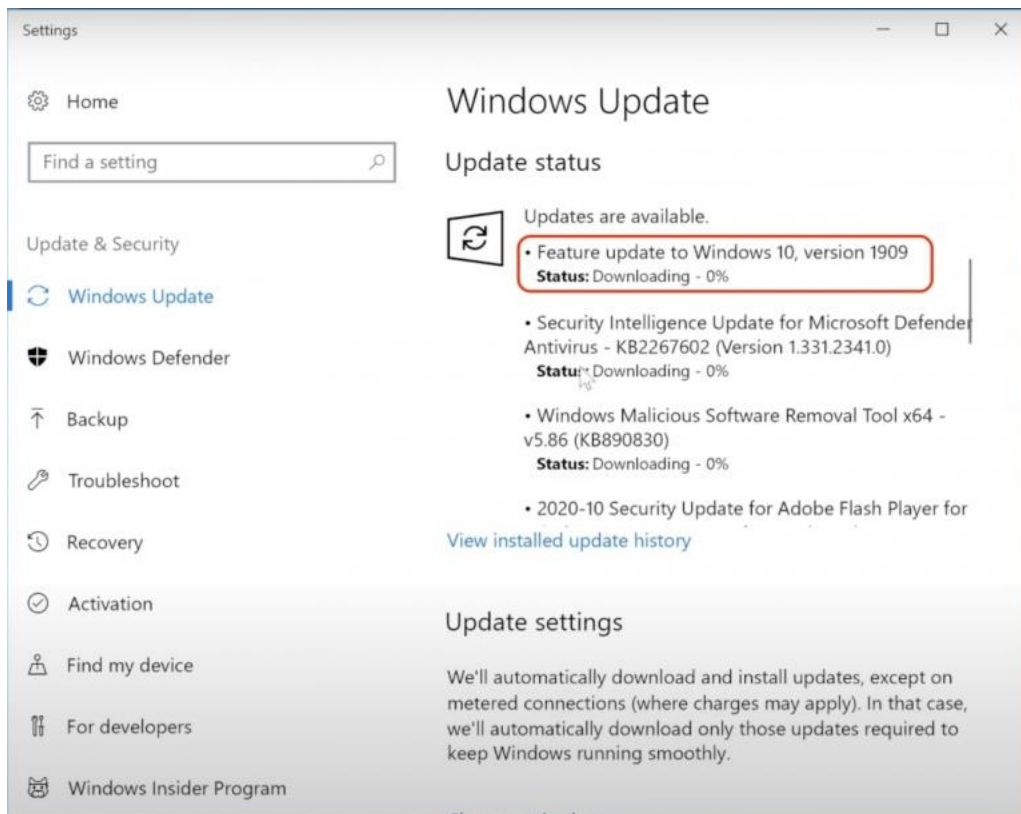 Settings
Home
Find a setting
Update & Security
Windows Update
Windows Defender
Backup
Troubleshoot
Recovery
Activation
Find my device
For developers
Windows Insider Program
Windows Update
Update status
Updates are available.
• Feature update to Windows 10, version 1909
Status: Downloading - 0%
• Security Intelligence Update for Microsoft Defender
Antivirus - KB2267602 (Version 1.331.2341.0)
Status: Downloading - 0%
• Windows Malicious Software Removal Tool x64 -
v5.86 (KB890830)
Status: Downloading - 0%
• 2020-10 Security Update for Adobe Flash Player for
View installed update history
Update settings
We'll automatically download and install updates, except on
metered connections (where charges may apply). In that case,
we'll automatically download only those updates required to
keep Windows running smoothly.